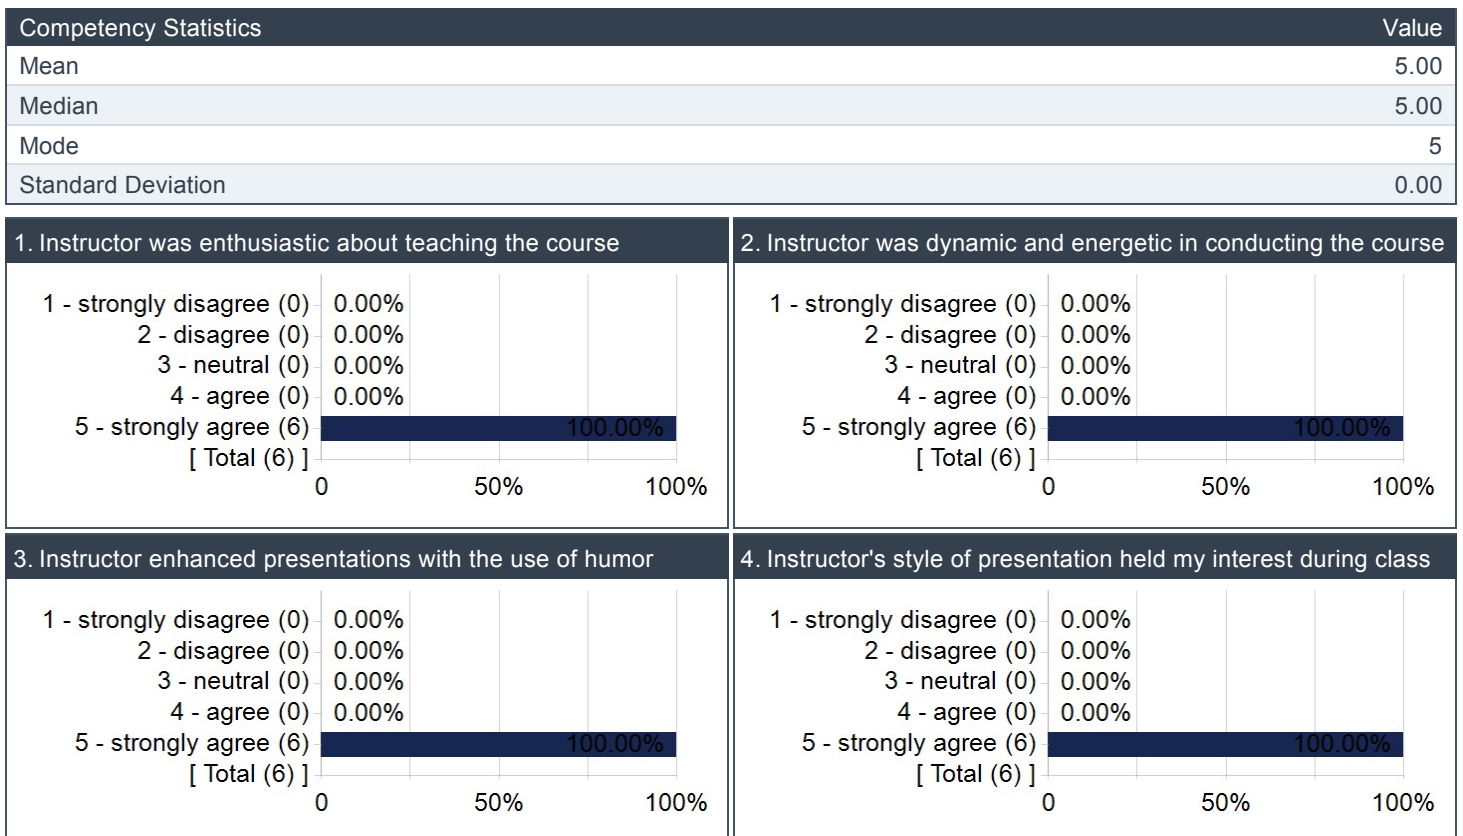 Competency Statistics Value
Mean 5.00
Median 5.00
Mode 5
Standard Deviation 0.00
1. Instructor was enthusiastic about teaching the course
1 - strongly disagree (0) 0.00%
2 - disagree (0) 0.00%
3 - neutral (0) 0.00%
4 - agree (0) 0.00%
5 - strongly agree (6) 100.00%
[ Total (6) ]
0 50% 100%
2. Instructor was dynamic and energetic in conducting the course
1 - strongly disagree (0) 0.00%
2 - disagree (0) 0.00%
3 - neutral (0) 0.00%
4 - agree (0) 0.00%
5 - strongly agree (6) 100.00%
[ Total (6) ]
0 50% 100%
3. Instructor enhanced presentations with the use of humor
1 - strongly disagree (0) 0.00%
2 - disagree (0) 0.00%
3 - neutral (0) 0.00%
4 - agree (0) 0.00%
5 - strongly agree (6) 100.00%
[ Total (6) ]
0 50% 100%
4. Instructor's style of presentation held my interest during class
1 - strongly disagree (0) 0.00%
2 - disagree (0) 0.00%
3 - neutral (0) 0.00%
4 - agree (0) 0.00%
5 - strongly agree (6) 100.00%
[ Total (6) ]
0 50% 100%